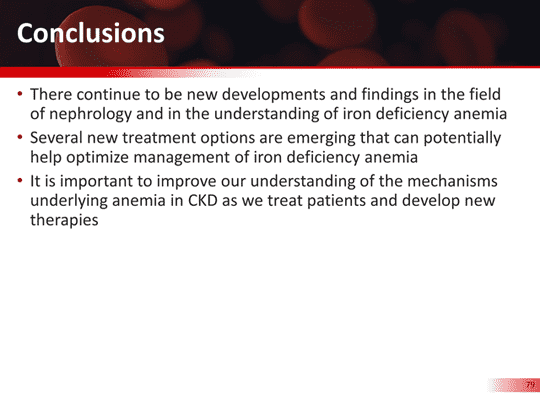 Conclusions
• There continue to be new developments and findings in the field
of nephrology and in the understanding of iron deficiency anemia
• Several new treatment options are emerging that can potentially
help optimize management of iron deficiency anemia
• It is important to improve our understanding of the mechanisms
underlying anemia in CKD as we treat patients and develop new
therapies
79